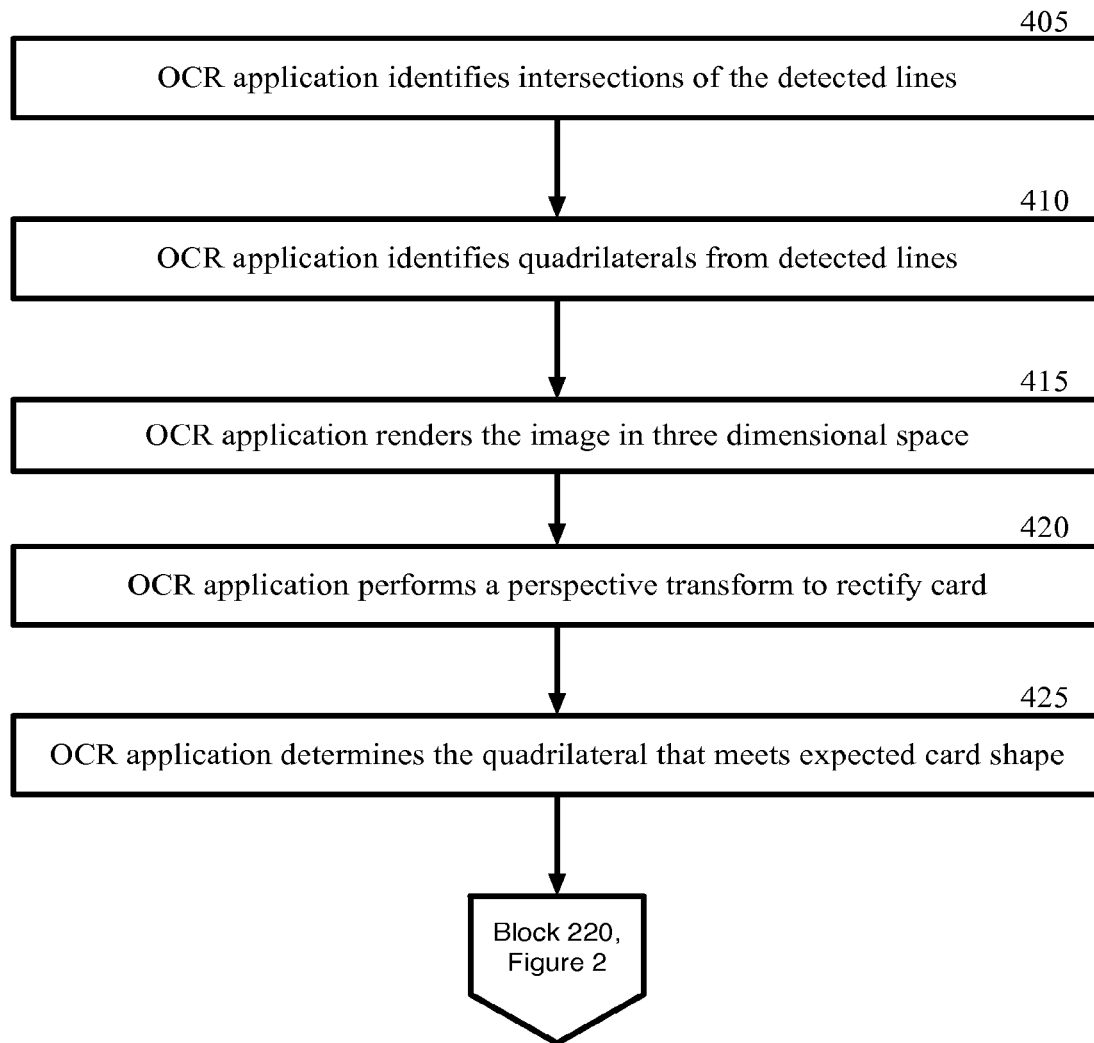 405
OCR application identifies intersections of the detected lines
410
OCR application identifies quadrilaterals from detected lines
415
OCR application renders the image in three dimensional space
420
OCR application performs a perspective transform to rectify card
425
OCR application determines the quadrilateral that meets expected card shape
Block 220,
Figure 2